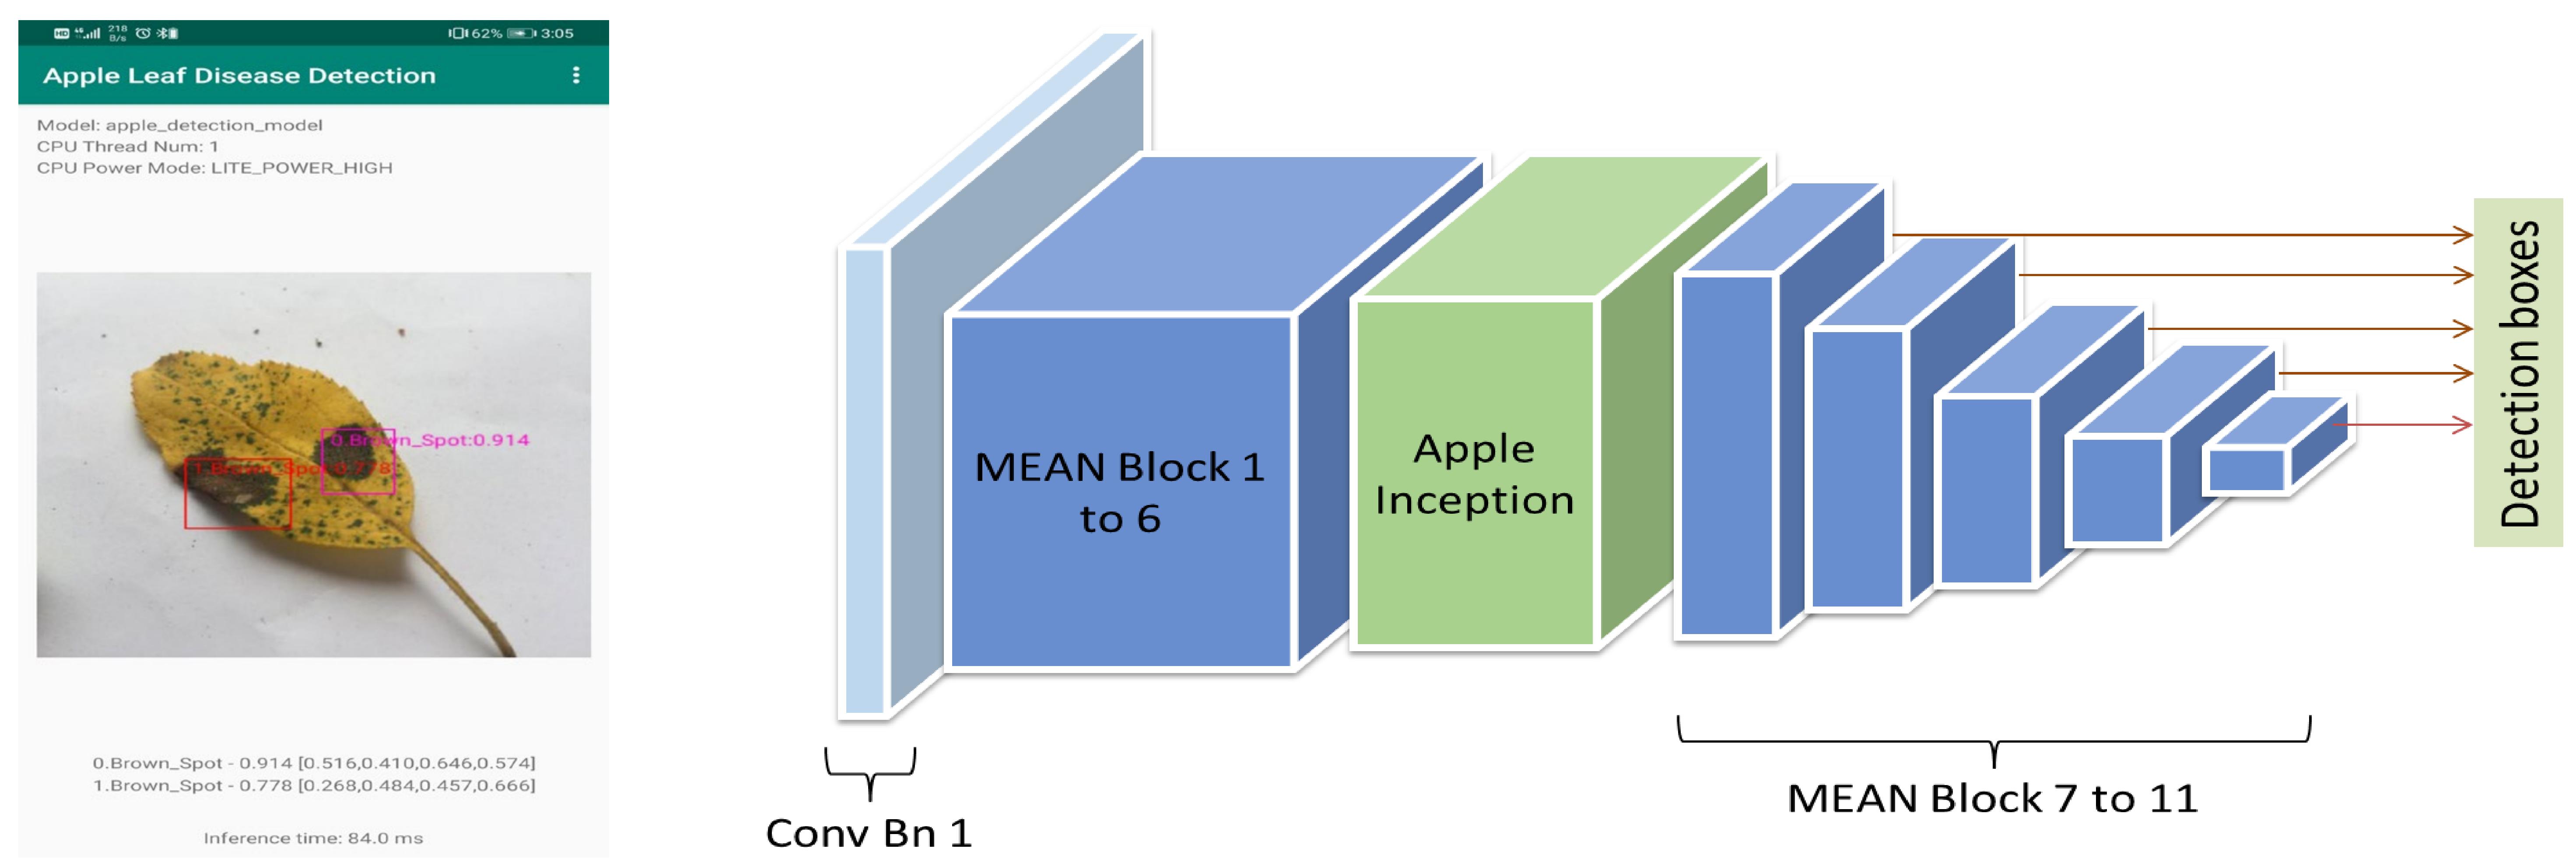 HD 4G 218 B/s 62% 3:05
Apple Leaf Disease Detection
Model: apple_detection_model
CPU Thread Num: 1
CPU Power Mode: LITE_POWER_HIGH
0.Brown_Spot:0.914
1.Brown_Spot:0.778
0.Brown_Spot - 0.914 [0.516,0.410,0.646,0.574]
1.Brown_Spot - 0.778 [0.268,0.484,0.457,0.666]
Inference time: 84.0 ms
Conv Bn 1
MEAN Block 1
to 6
Apple
Inception
MEAN Block 7 to 11
Detection boxes